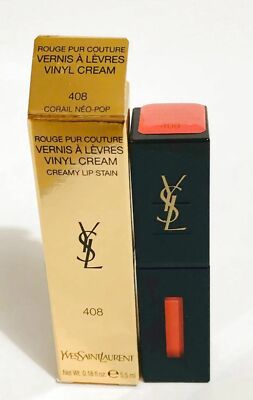 ROUGE PUR COUTURE
VERNIS À LÈVRES
VINYL CREAM
408
CORAIL NÉO-POP
ROUGE PUR COUTURE
VERNIS À LÈVRES
VINYL CREAM
CREAMY LIP STAIN
YSL
408
YVESSAINTLAURENT
Net Wt. 0.18 fl.oz. ℮ 5.5 ml
408
YSL